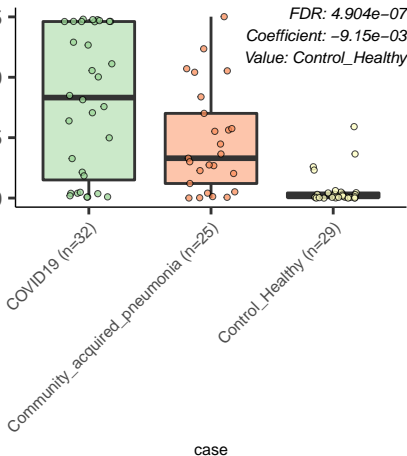 FDR: 4.904e−07
Coefficient: −9.15e−03
Value: Control_Healthy
COVID19 (n=32)
Community_acquired_pneumonia (n=25)
Control_Healthy (n=29)
case